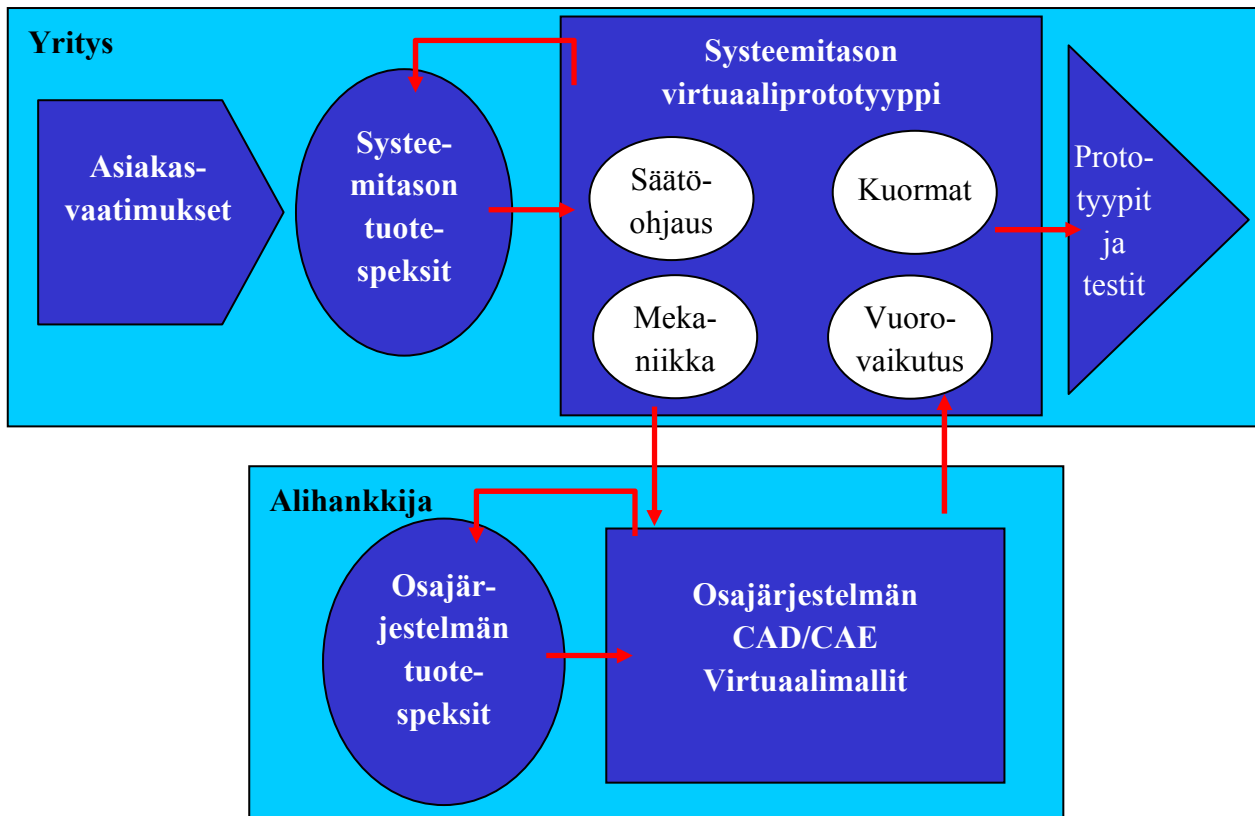 Yritys
Asiakas-
vaatimukset
Systee-
mitason
tuote-
speksit
Systeemitason
virtuaaliprototyyppi
Säätö-
ohjaus
Kuormat
Meka-
niikka
Vuoro-
vaikutus
Proto-
tyypit
ja
testit
Alihankkija
Osajär-
jestelmän
tuote-
speksit
Osajärjestelmän
CAD/CAE
Virtuaalimallit